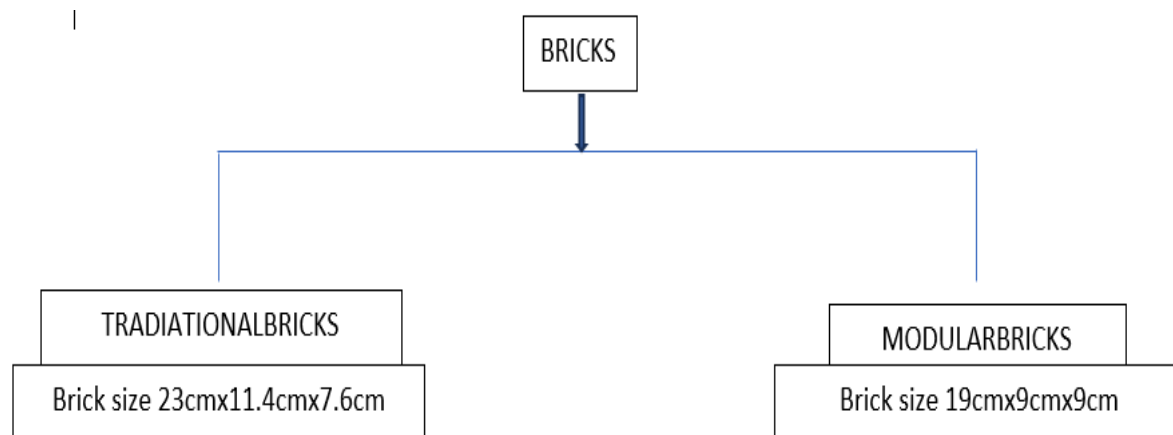 BRICKS
TRADIATIONALBRICKS
Brick size 23cmx11.4cmx7.6cm
MODULARBRICKS
Brick size 19cmx9cmx9cm